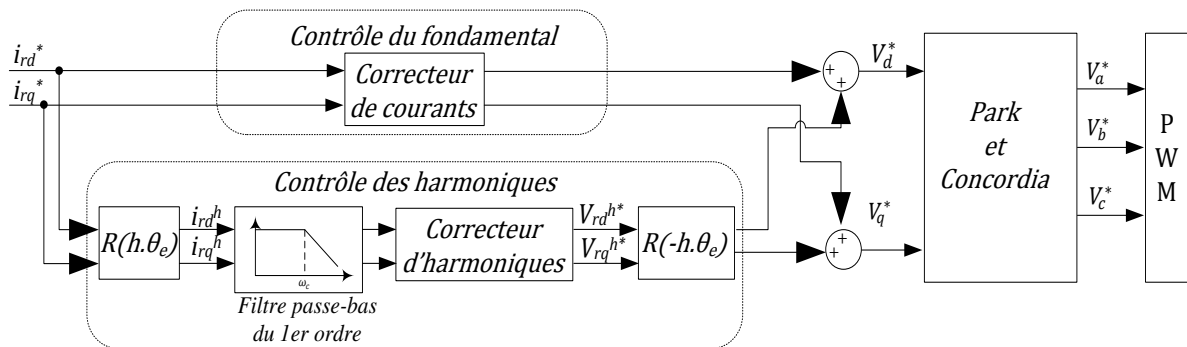 Contrôle du fondamental
i_rd^*
i_rq^*
Correcteur
de courants
+
+
V_d^*
Park
et
Concordia
V_a^*
V_b^*
V_c^*
P
W
M
Contrôle des harmoniques
R(h.θ_e)
i_rd^h
i_rq^h
ω_c
Filtre passe-bas
du 1er ordre
Correcteur
d'harmoniques
V_rd^h*
V_rq^h*
R(-h.θ_e)
+
+
V_q^*